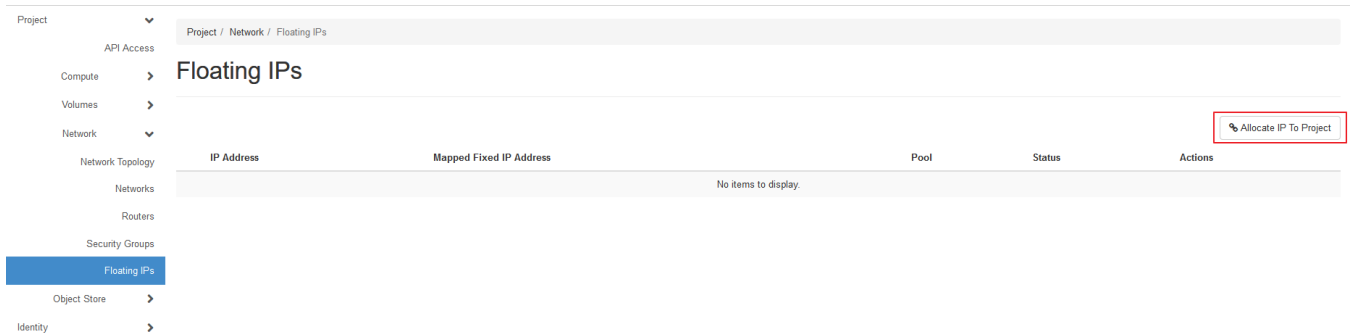 Project
API Access
Compute
Volumes
Network
Network Topology
Networks
Routers
Security Groups
Floating IPs
Object Store
Identity
Project / Network / Floating IPs
Floating IPs
Allocate IP To Project
IP Address Mapped Fixed IP Address Pool Status Actions
No items to display.